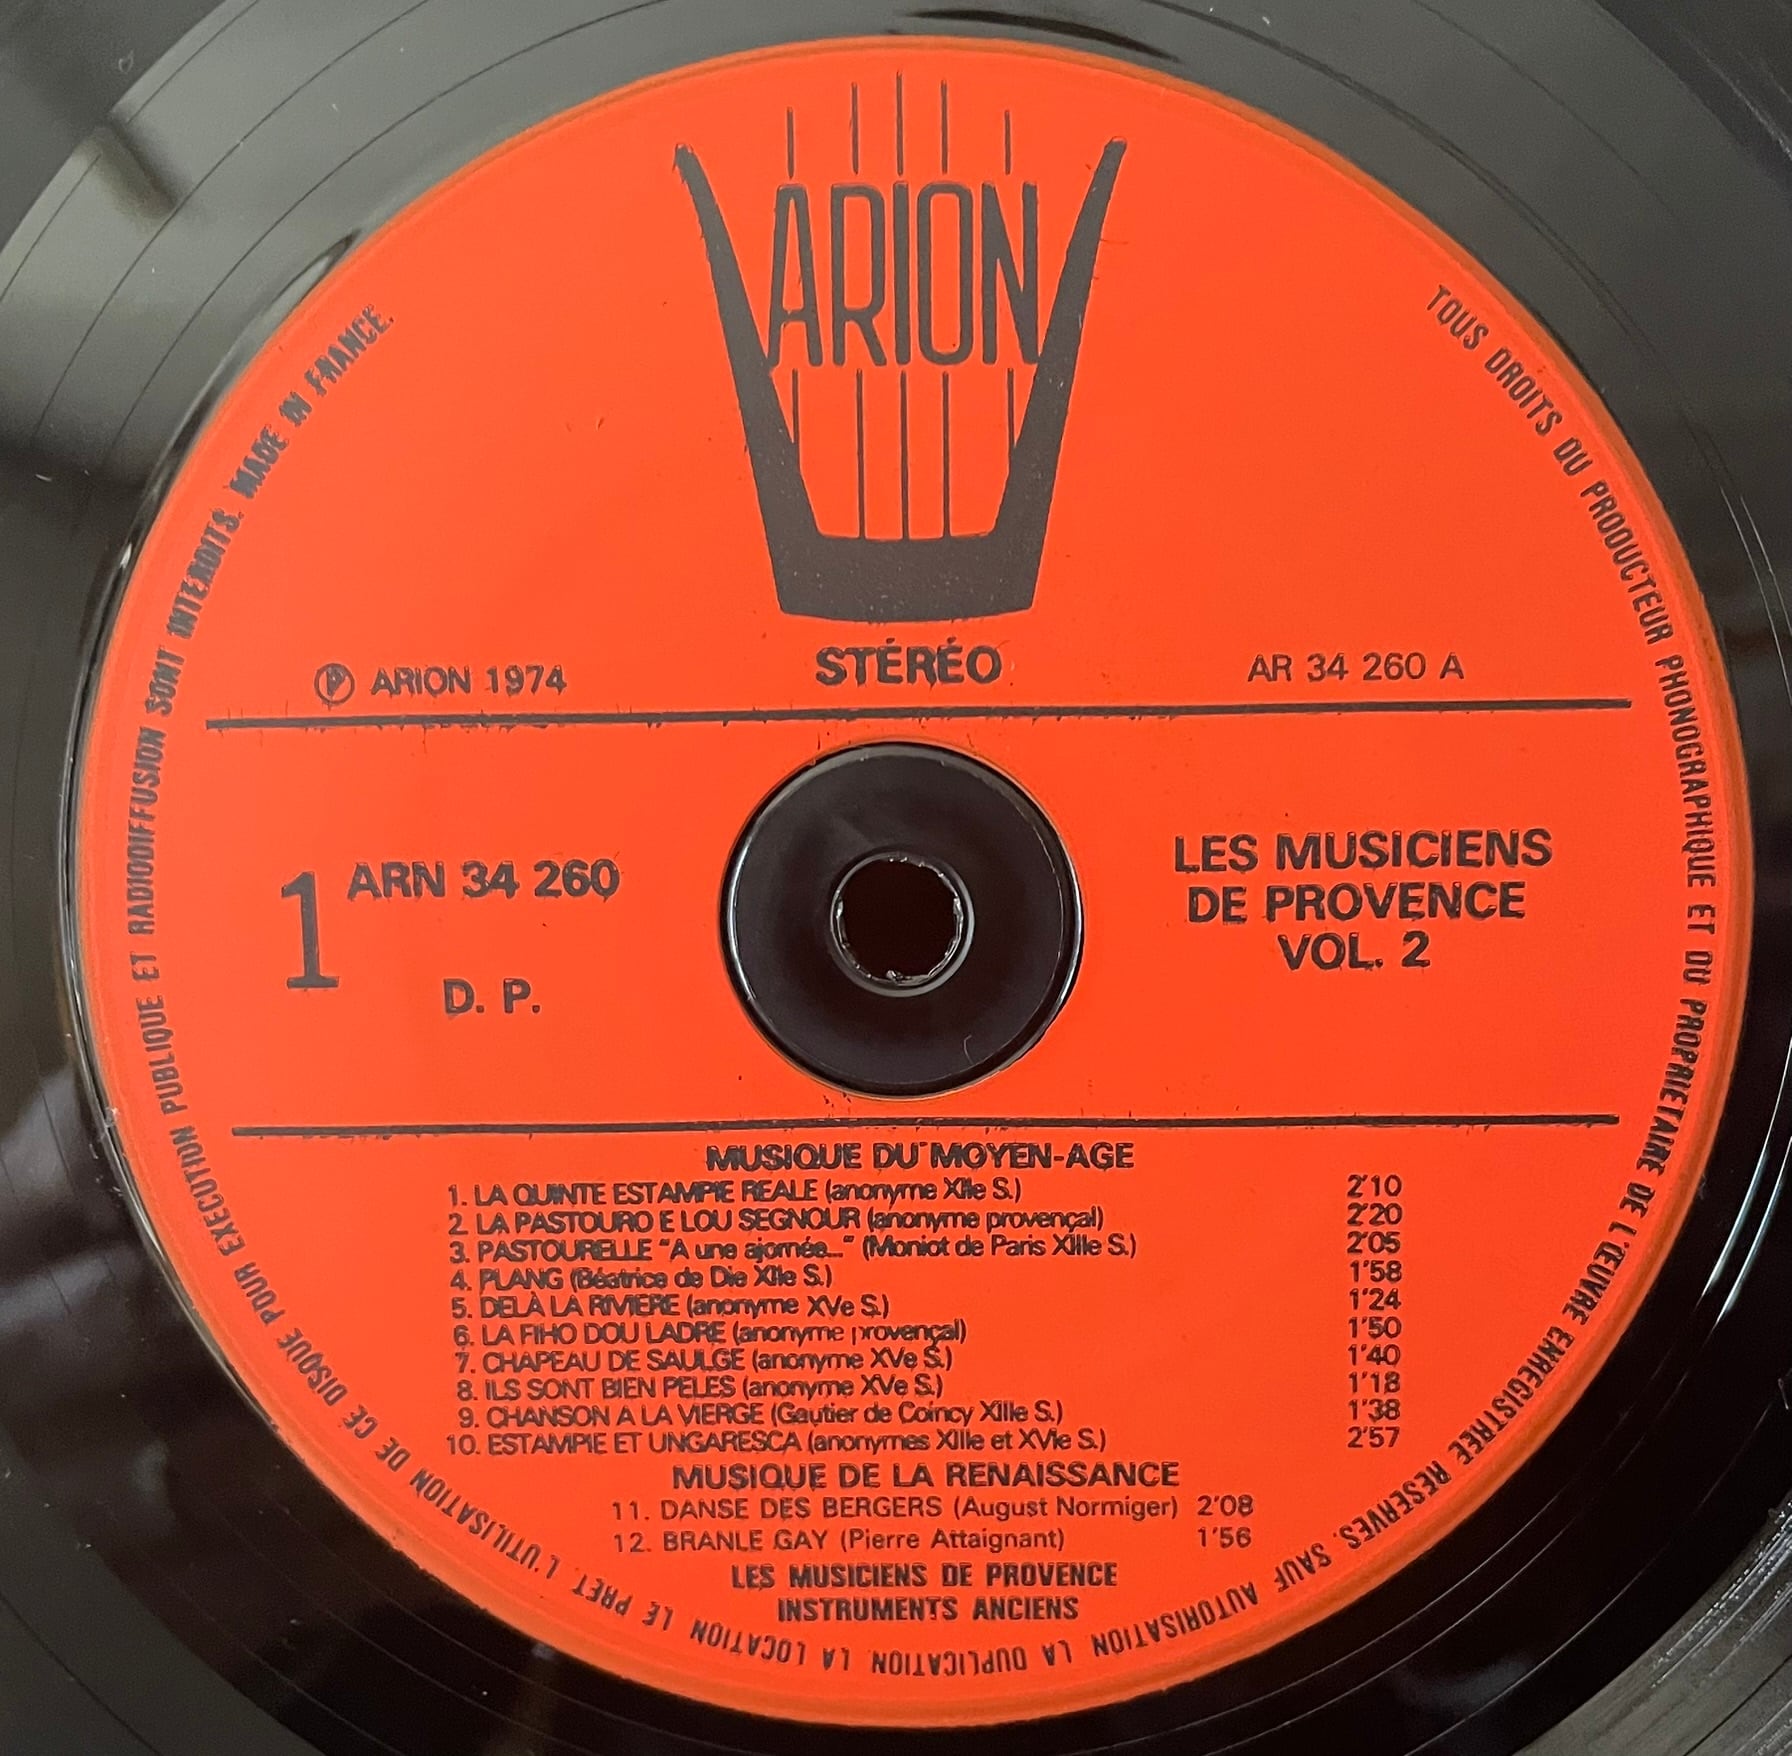 ARION
STÉRÉO
Ⓟ ARION 1974
AR 34 260 A
1
ARN 34 260
D. P.
LES MUSICIENS
DE PROVENCE
VOL. 2
MUSIQUE DU MOYEN-AGE
1. LA QUINTE ESTAMPIE REALE (anonyme XIIe S.) 2'10
2. LA PASTOURO E LOU SEGNOUR (anonyme provençal) 2'20
3. PASTOURELLE "A une ajornée..." (Moniot de Paris XIIIe S.) 2'05
4. PLANG (Béatrice de Die XIIe S.) 1'58
5. DELÀ LA RIVIERE (anonyme XVe S.) 1'24
6. LA FIHO DOU LADRE (anonyme provençal) 1'50
7. CHAPEAU DE SAULGE (anonyme XVe S.) 1'40
8. ILS SONT BIEN PELES (anonyme XVe S.) 1'18
9. CHANSON A LA VIERGE (Gautier de Coincy XIIIe S.) 1'38
10. ESTAMPIE ET UNGARESCA (anonymes XIIIe et XVIe S.) 2'57
MUSIQUE DE LA RENAISSANCE
11. DANSE DES BERGERS (August Normiger) 2'08
12. BRANLE GAY (Pierre Attaignant) 1'56
LES MUSICIENS DE PROVENCE
INSTRUMENTS ANCIENS
TOUS DROITS DU PRODUCTEUR PHONOGRAPHIQUE ET DU PROPRIETAIRE DE L'ŒUVRE ENREGISTREE RESERVES. SAUF AUTORISATION LA DUPLICATION. LA LOCATION LE PRET. L'UTILISATION DE CE DISQUE POUR EXECUTION PUBLIQUE ET RADIODIFFUSION SONT INTERDITS. MADE IN FRANCE.